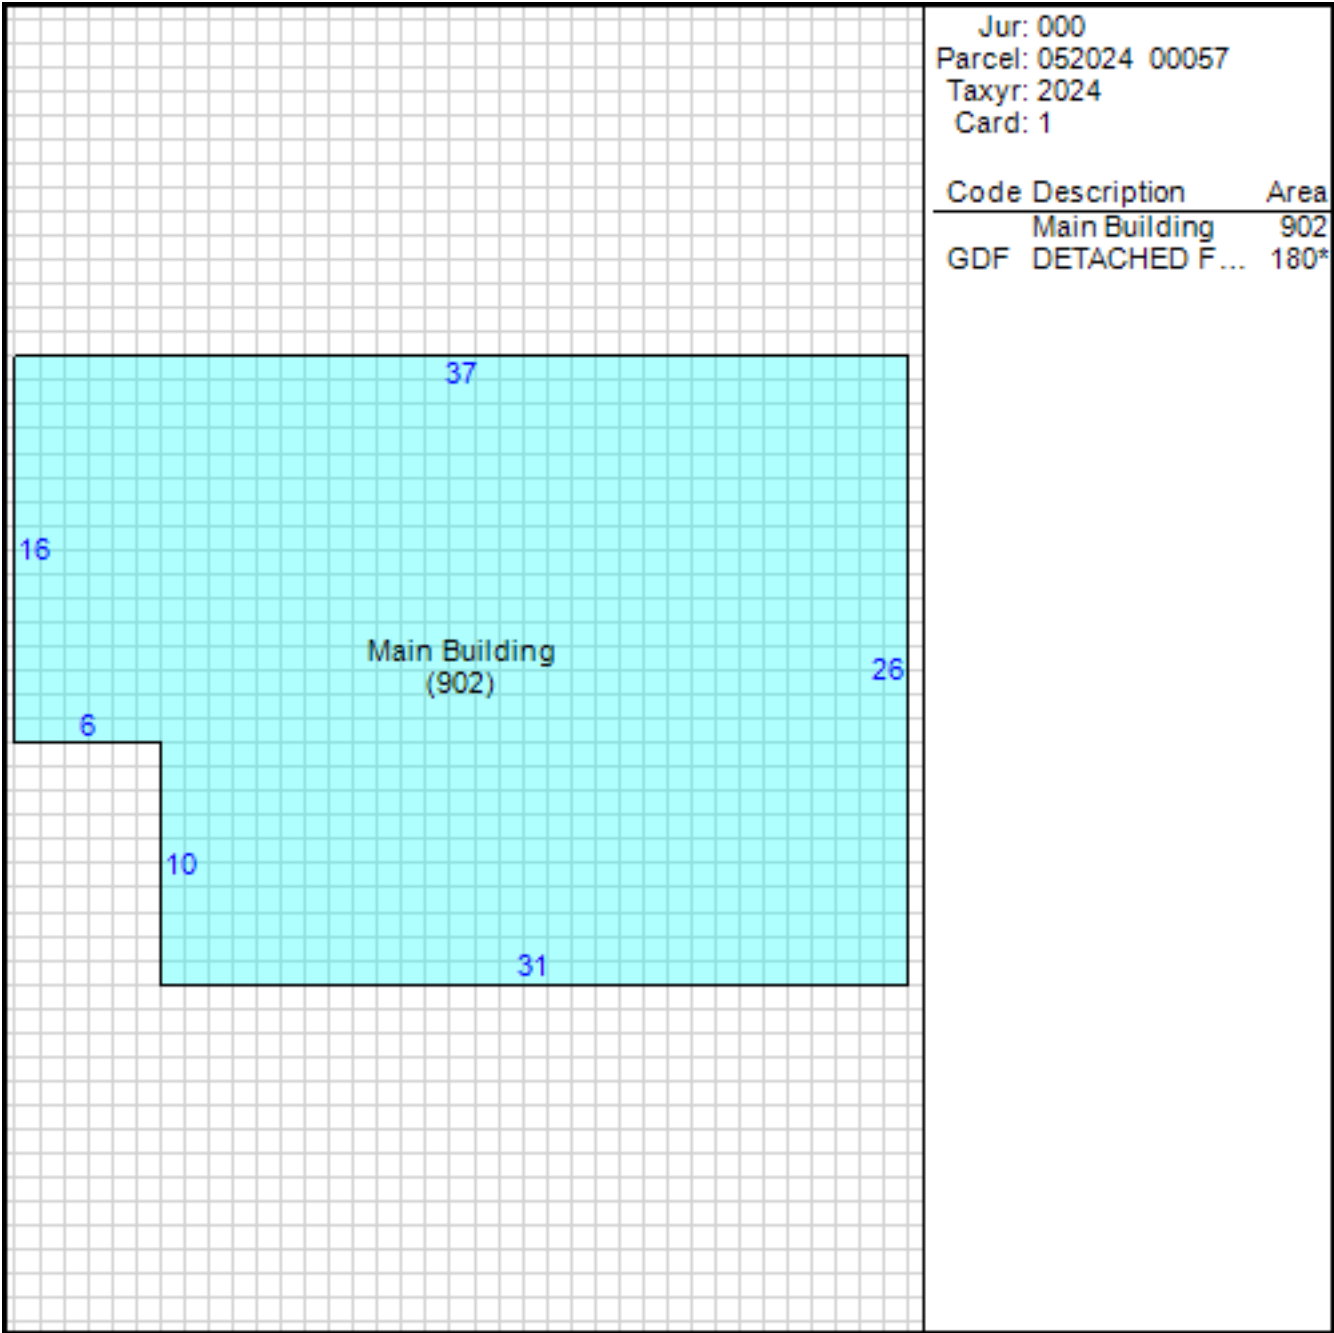 Jur: 000
Parcel: 052024 00057
Taxyr: 2024
Card: 1
Code Description Area
Main Building 902
GDF DETACHED F... 180*
37
16
Main Building
(902)
26
6
10
31